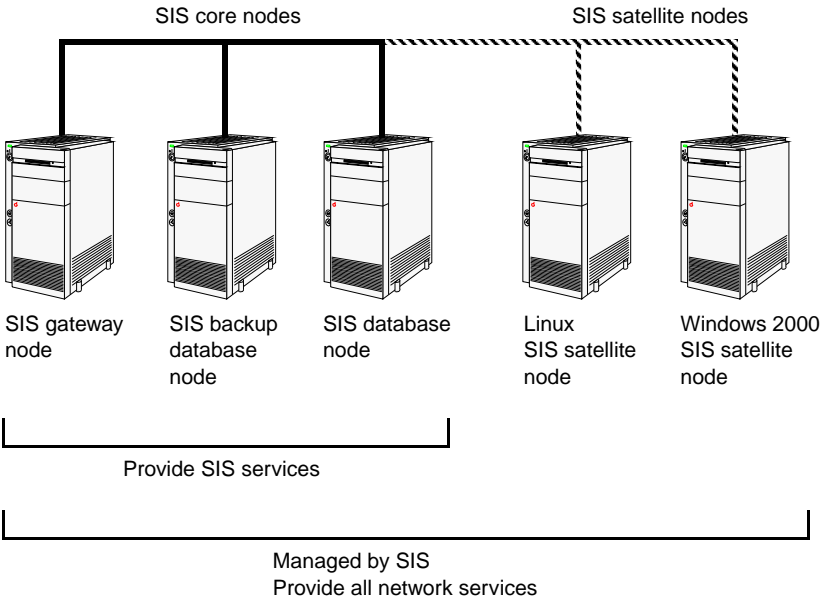 SIS core nodes
SIS satellite nodes
SIS gateway
node
SIS backup
database
node
SIS database
node
Linux
SIS satellite
node
Windows 2000
SIS satellite
node
Provide SIS services
Managed by SIS
Provide all network services